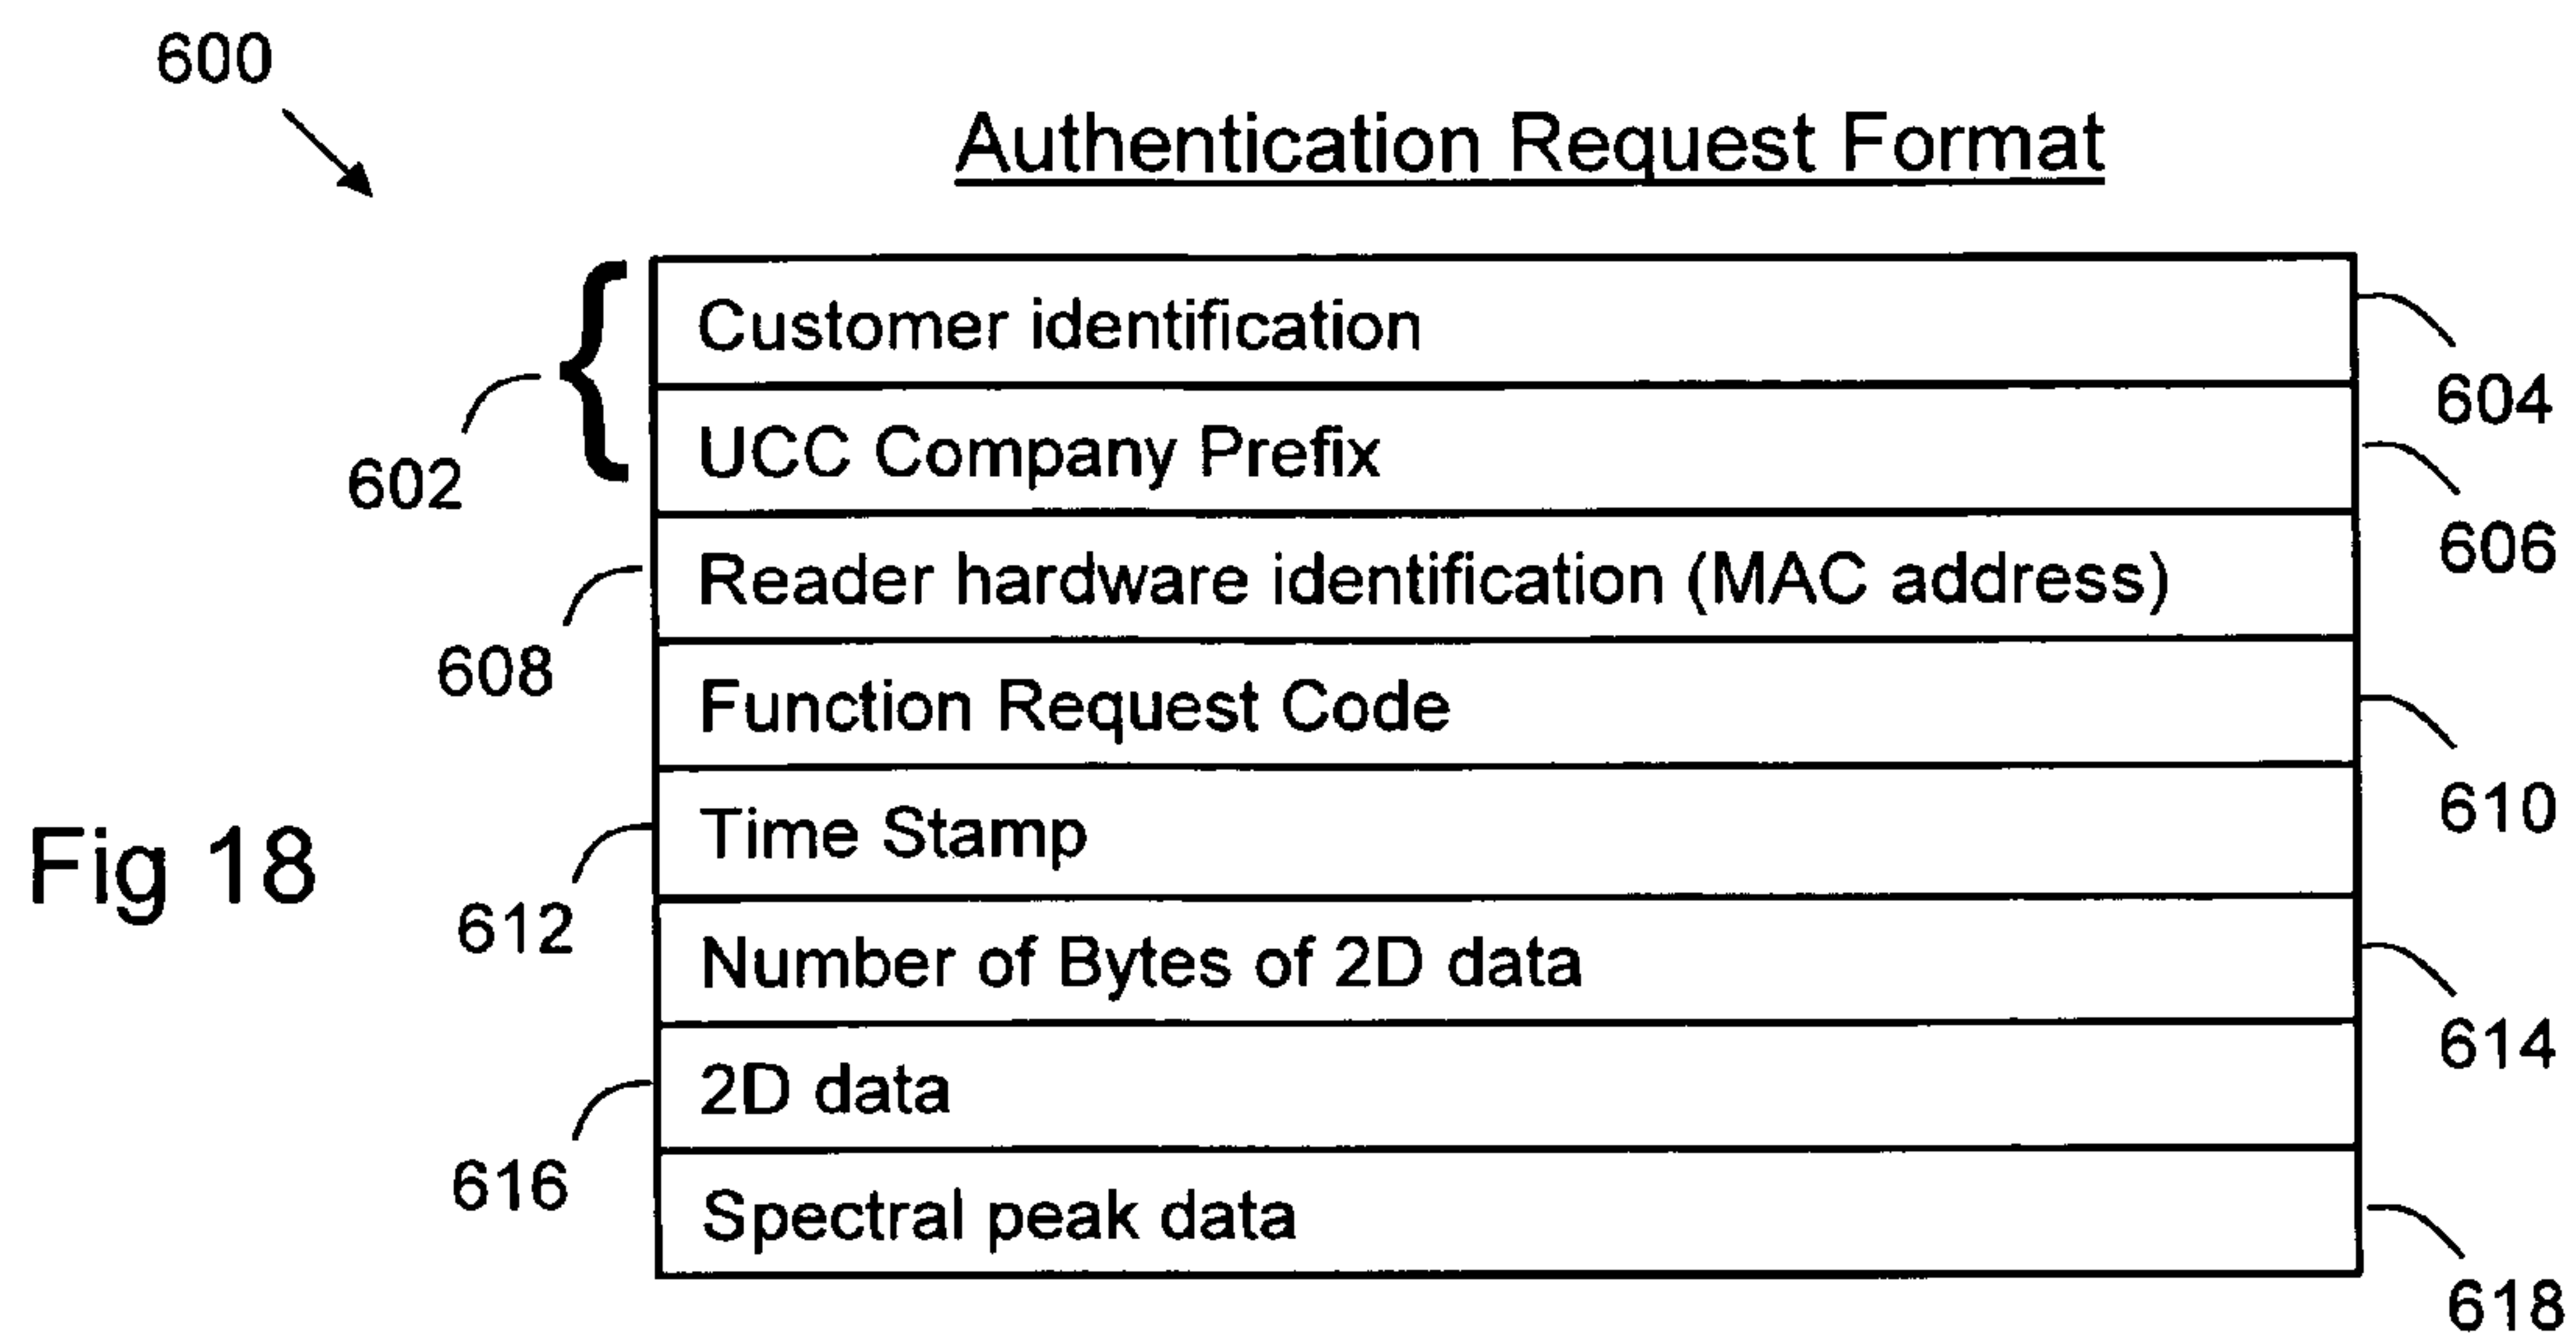 600
Authentication Request Format
Customer identification
604
602
UCC Company Prefix
606
Reader hardware identification (MAC address)
608
Function Request Code
610
Fig 18
Time Stamp
612
Number of Bytes of 2D data
614
2D data
616
Spectral peak data
618